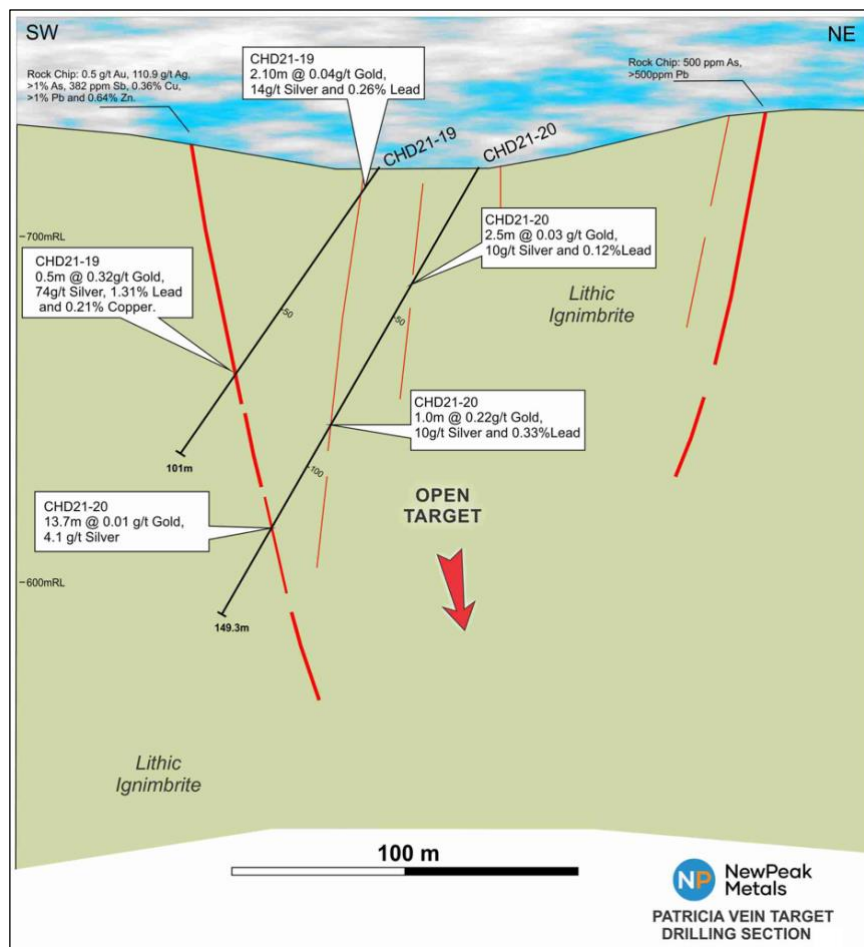 SW
NE
Rock Chip: 0.5 g/t Au, 110.9 g/t Ag,
>1% As, 382 ppm Sb, 0.36% Cu,
>1% Pb and 0.64% Zn.
CHD21-19
2.10m @ 0.04g/t Gold,
14g/t Silver and 0.26% Lead
Rock Chip: 500 ppm As,
>500ppm Pb
CHD21-19
CHD21-20
700mRL
CHD21-20
2.5m @ 0.03 g/t Gold,
10g/t Silver and 0.12%Lead
CHD21-19
0.5m @ 0.32g/t Gold,
74g/t Silver, 1.31% Lead
and 0.21% Copper.
Lithic
Ignimbrite
50
50
CHD21-20
1.0m @ 0.22g/t Gold,
10g/t Silver and 0.33%Lead
101m
100
OPEN
TARGET
CHD21-20
13.7m @ 0.01 g/t Gold,
4.1 g/t Silver
600mRL
149.3m
Lithic
Ignimbrite
100 m
NP
NewPeak
Metals
PATRICIA VEIN TARGET
DRILLING SECTION